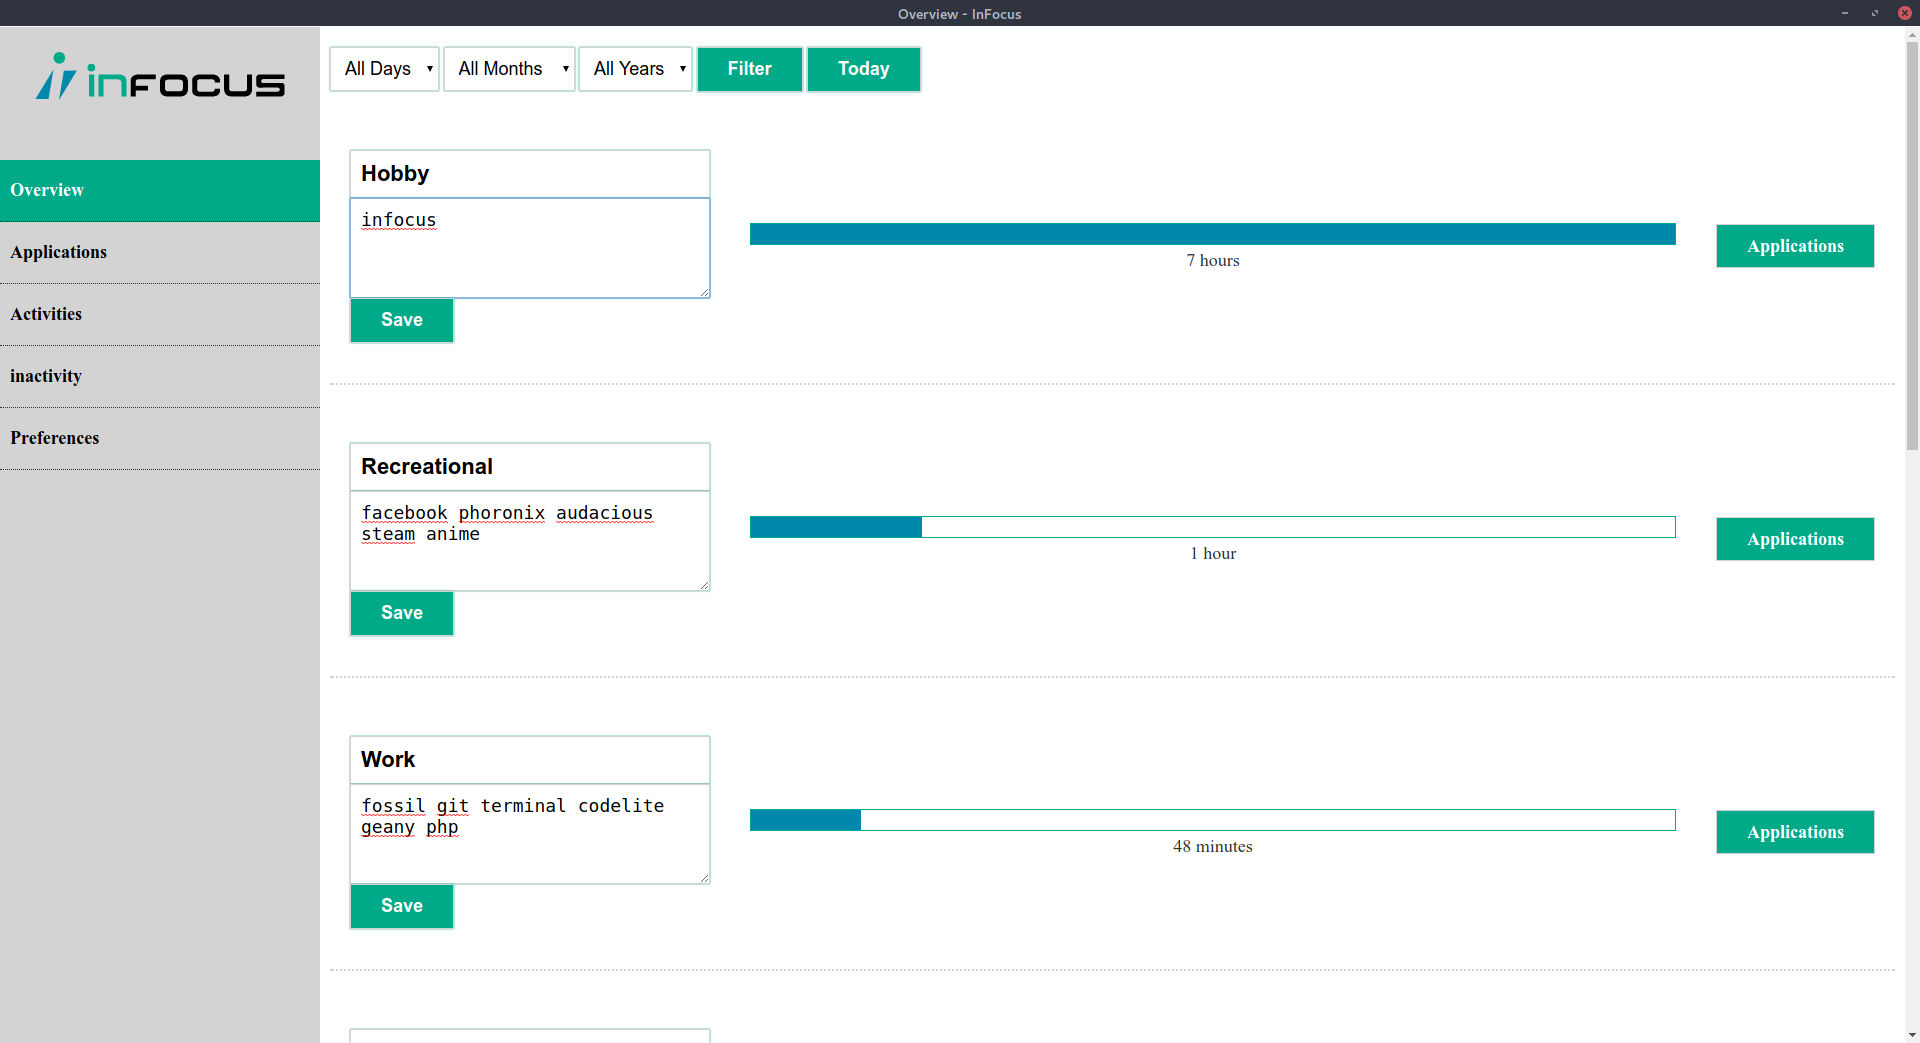 Overview - InFocus
inFOCUS
All Days All Months All Years Filter Today
Overview
Applications
Activities
inactivity
Preferences
Hobby
infocus
Save
7 hours
Applications
Recreational
facebook phoronix audacious
steam anime
Save
1 hour
Applications
Work
fossil git terminal codelite
geany php
Save
48 minutes
Applications